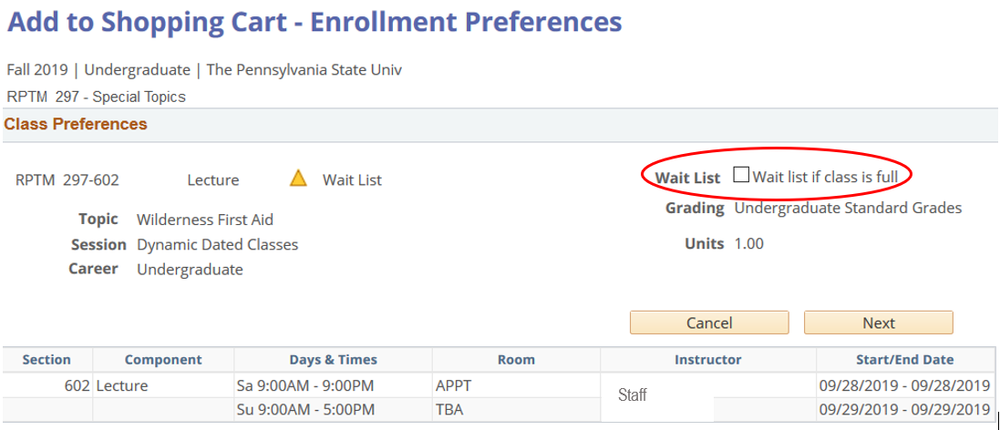 Add to Shopping Cart - Enrollment Preferences
Fall 2019 | Undergraduate | The Pennsylvania State Univ
RPTM 297 - Special Topics
Class Preferences
RPTM 297-602 Lecture Wait List Wait List Wait list if class is full
Grading Undergraduate Standard Grades
Topic Wilderness First Aid
Session Dynamic Dated Classes Units 1.00
Career Undergraduate
Cancel Next
Section Component Days & Times Room Instructor Start/End Date
602 Lecture Sa 9:00AM - 9:00PM APPT Staff 09/28/2019 - 09/28/2019
Su 9:00AM - 5:00PM TBA 09/29/2019 - 09/29/2019